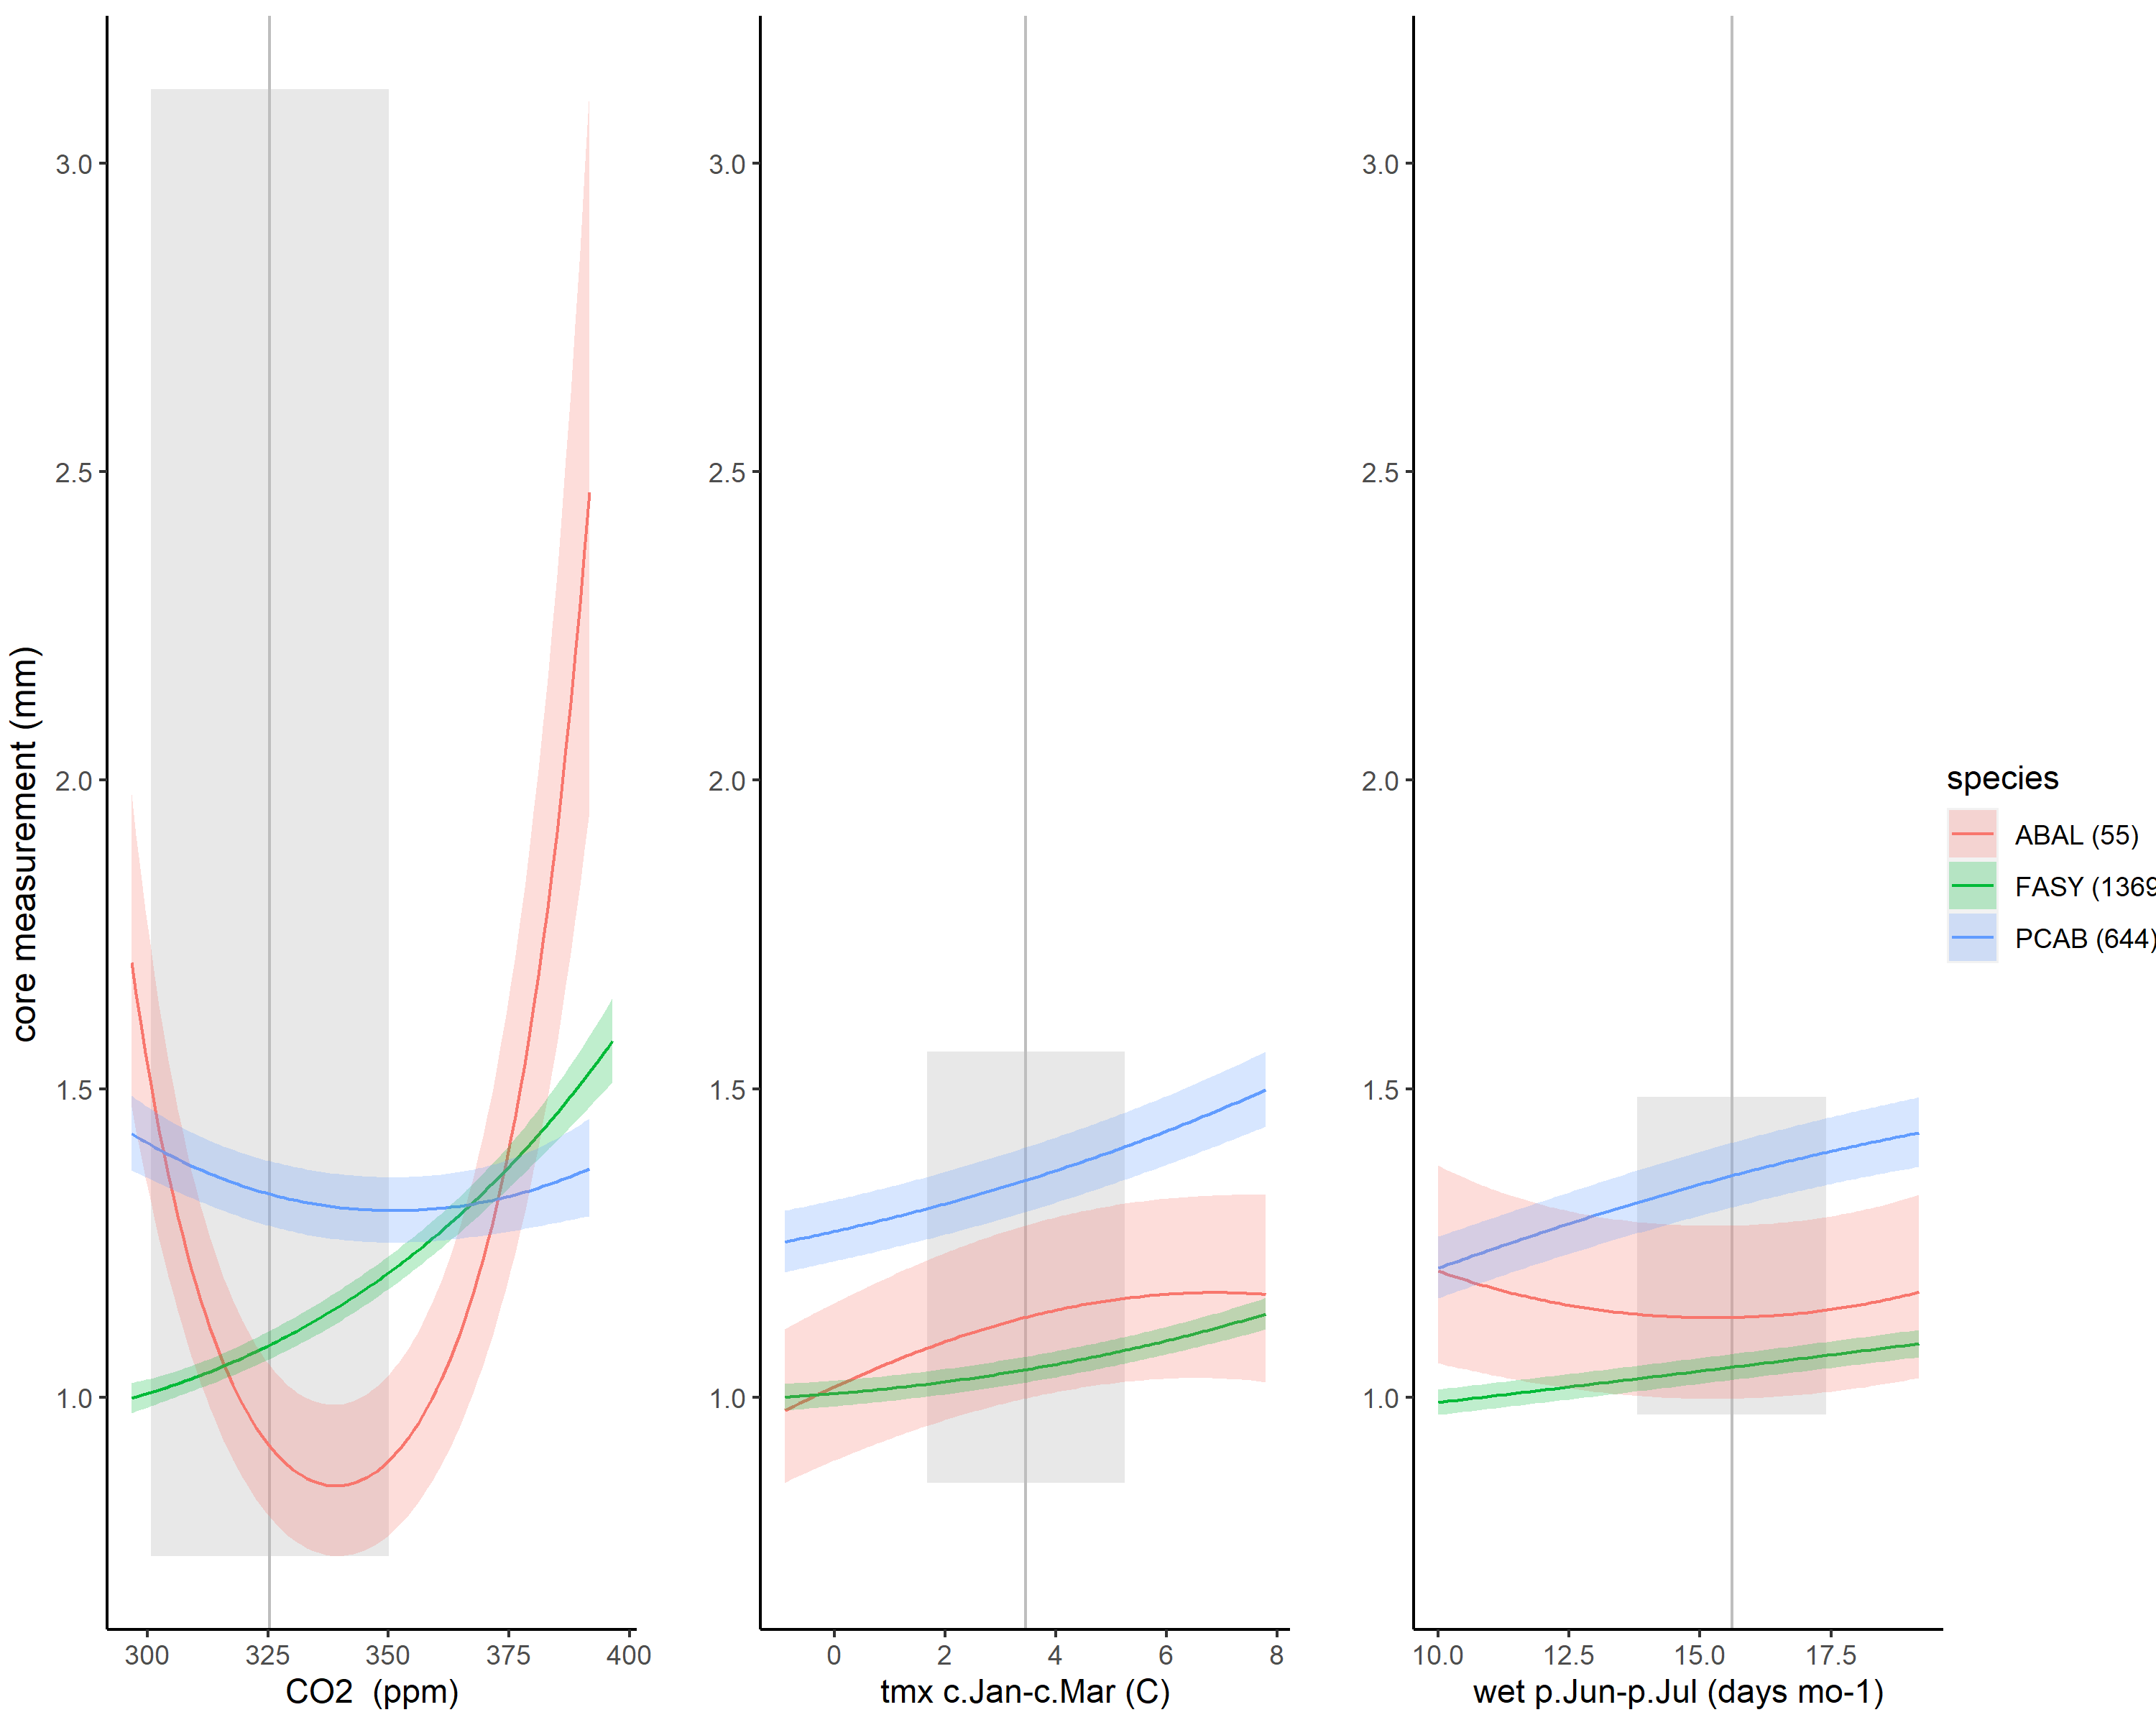 core measurement (mm)
3.0
2.5
2.0
1.5
1.0
300 325 350 375 400
CO2 (ppm)
3.0
2.5
2.0
1.5
1.0
0 2 4 6 8
tmx c.Jan-c.Mar (C)
3.0
2.5
2.0
1.5
1.0
10.0 12.5 15.0 17.5
wet p.Jun-p.Jul (days mo-1)
species
ABAL (55)
FASY (1369
PCAB (644)